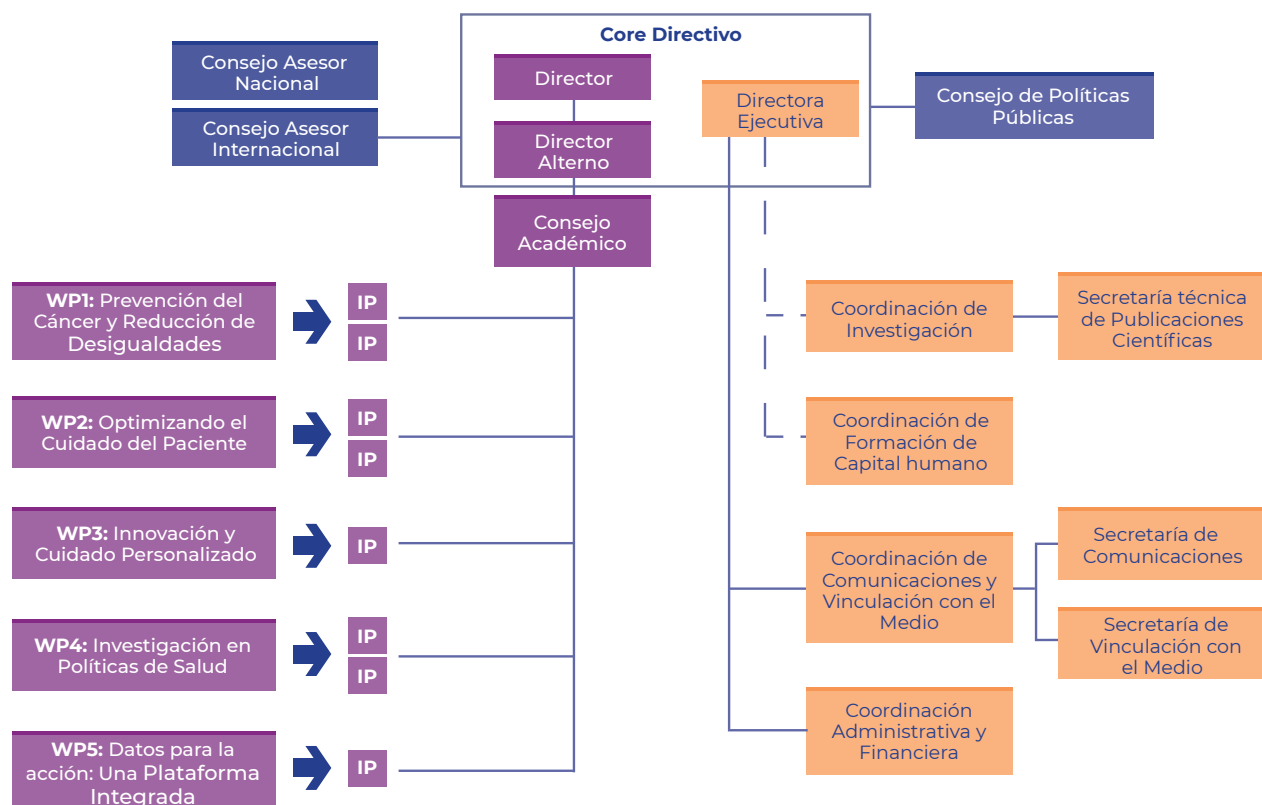 Core Directivo
Consejo Asesor
Nacional
Consejo Asesor
Internacional
Director
Director
Alterno
Directora
Ejecutiva
Consejo de Políticas
Públicas
Consejo
Académico
WP1: Prevención del
Cáncer y Reducción de
Desigualdades
IP
IP
WP2: Optimizando el
Cuidado del Paciente
IP
IP
WP3: Innovación y
Cuidado Personalizado
IP
WP4: Investigación en
Políticas de Salud
IP
IP
WP5: Datos para la
acción: Una Plataforma
Integrada
IP
Coordinación de
Investigación
Secretaría técnica
de Publicaciones
Científicas
Coordinación de
Formación de
Capital humano
Coordinación de
Comunicaciones y
Vinculación con el
Medio
Secretaría de
Comunicaciones
Secretaría de
Vinculación con
el Medio
Coordinación
Administrativa y
Financiera